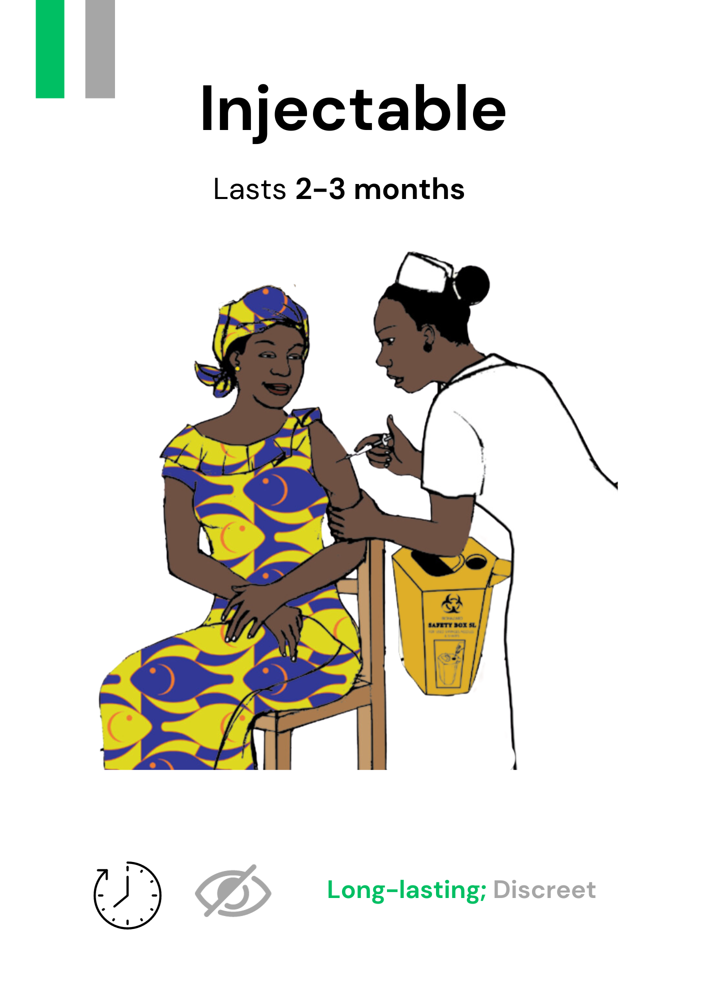 Injectable
Lasts 2-3 months
SAFETY BOX 5L
Long-lasting; Discreet